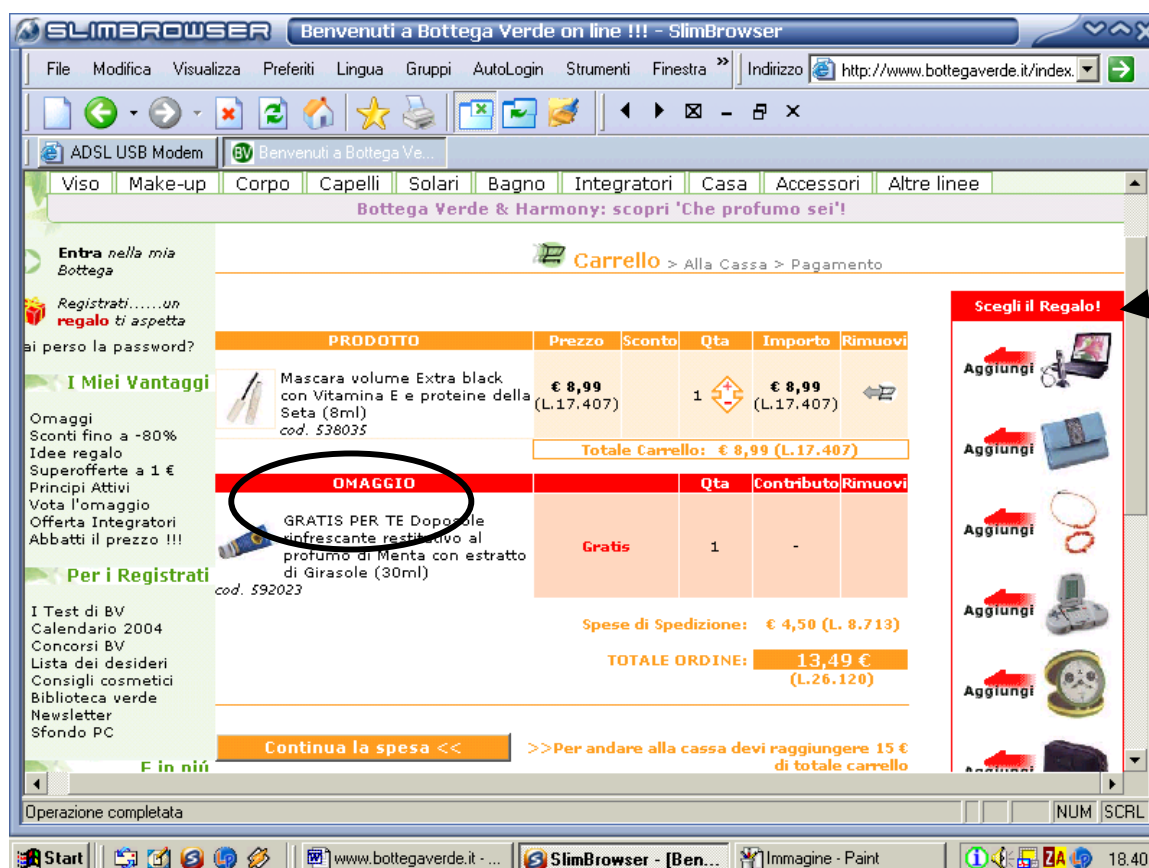 SLIMBROWSER Benvenuti a Bottega Verde on line !!! - SlimBrowser
File Modifica Visualizza Preferiti Lingua Gruppi AutoLogin Strumenti Finestra » Indirizzo http://www.bottegaverde.it/index.
ADSL USB Modem BV Benvenuti a Bottega Ve...
Viso Make-up Corpo Capelli Solari Bagno Integratori Casa Accessori Altre linee
Bottega Verde & Harmony: scopri 'Che profumo sei'!
Entra nella mia
Bottega
Registrati......un
regalo ti aspetta
ai perso la password?
I Miei Vantaggi
Omaggi
Sconti fino a -80%
Idee regalo
Superofferte a 1 €
Principi Attivi
Vota l'omaggio
Offerta Integratori
Abbatti il prezzo !!!
Per i Registrati
I Test di BV
Calendario 2004
Concorsi BV
Lista dei desideri
Consigli cosmetici
Biblioteca verde
Newsletter
Sfondo PC
E in piú
Carrello > Alla Cassa > Pagamento
PRODOTTO Prezzo Sconto Qta Importo Rimuovi
Mascara volume Extra black
con Vitamina E e proteine della
Seta (8ml)
cod. 538035
€ 8,99
(L.17.407)
1
€ 8,99
(L.17.407)
Totale Carrello: € 8,99 (L.17.407)
OMAGGIO Qta Contributo Rimuovi
GRATIS PER TE Doposole
rinfrescante restitutivo al
profumo di Menta con estratto
di Girasole (30ml)
cod. 592023
Gratis 1 -
Spese di Spedizione: € 4,50 (L. 8.713)
TOTALE ORDINE: 13,49 €
(L.26.120)
Continua la spesa <<
>>Per andare alla cassa devi raggiungere 15 €
di totale carrello
Scegli il Regalo!
Aggiungi
Aggiungi
Aggiungi
Aggiungi
Aggiungi
Aggiungi
Operazione completata NUM SCRL
Start www.bottegaverde.it - ... SlimBrowser - [Ben... Immagine - Paint ZA 18.40